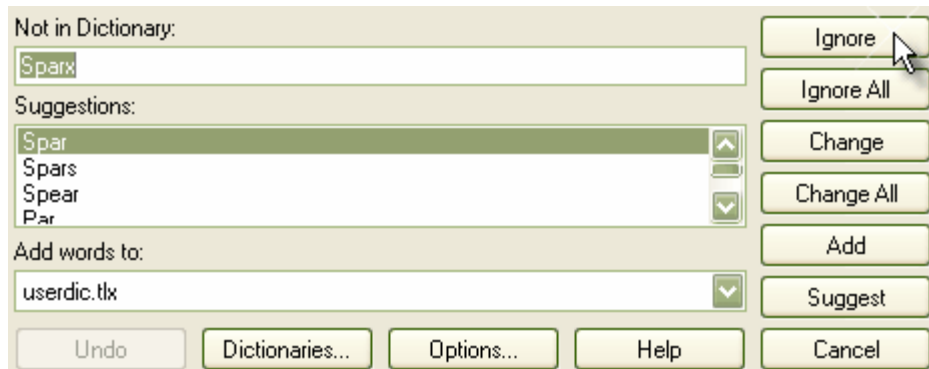 Not in Dictionary:
Sparx
Suggestions:
Spar
Spars
Spear
Par
Add words to:
userdic.tlx
Undo
Dictionaries...
Options...
Help
Ignore
Ignore All
Change
Change All
Add
Suggest
Cancel